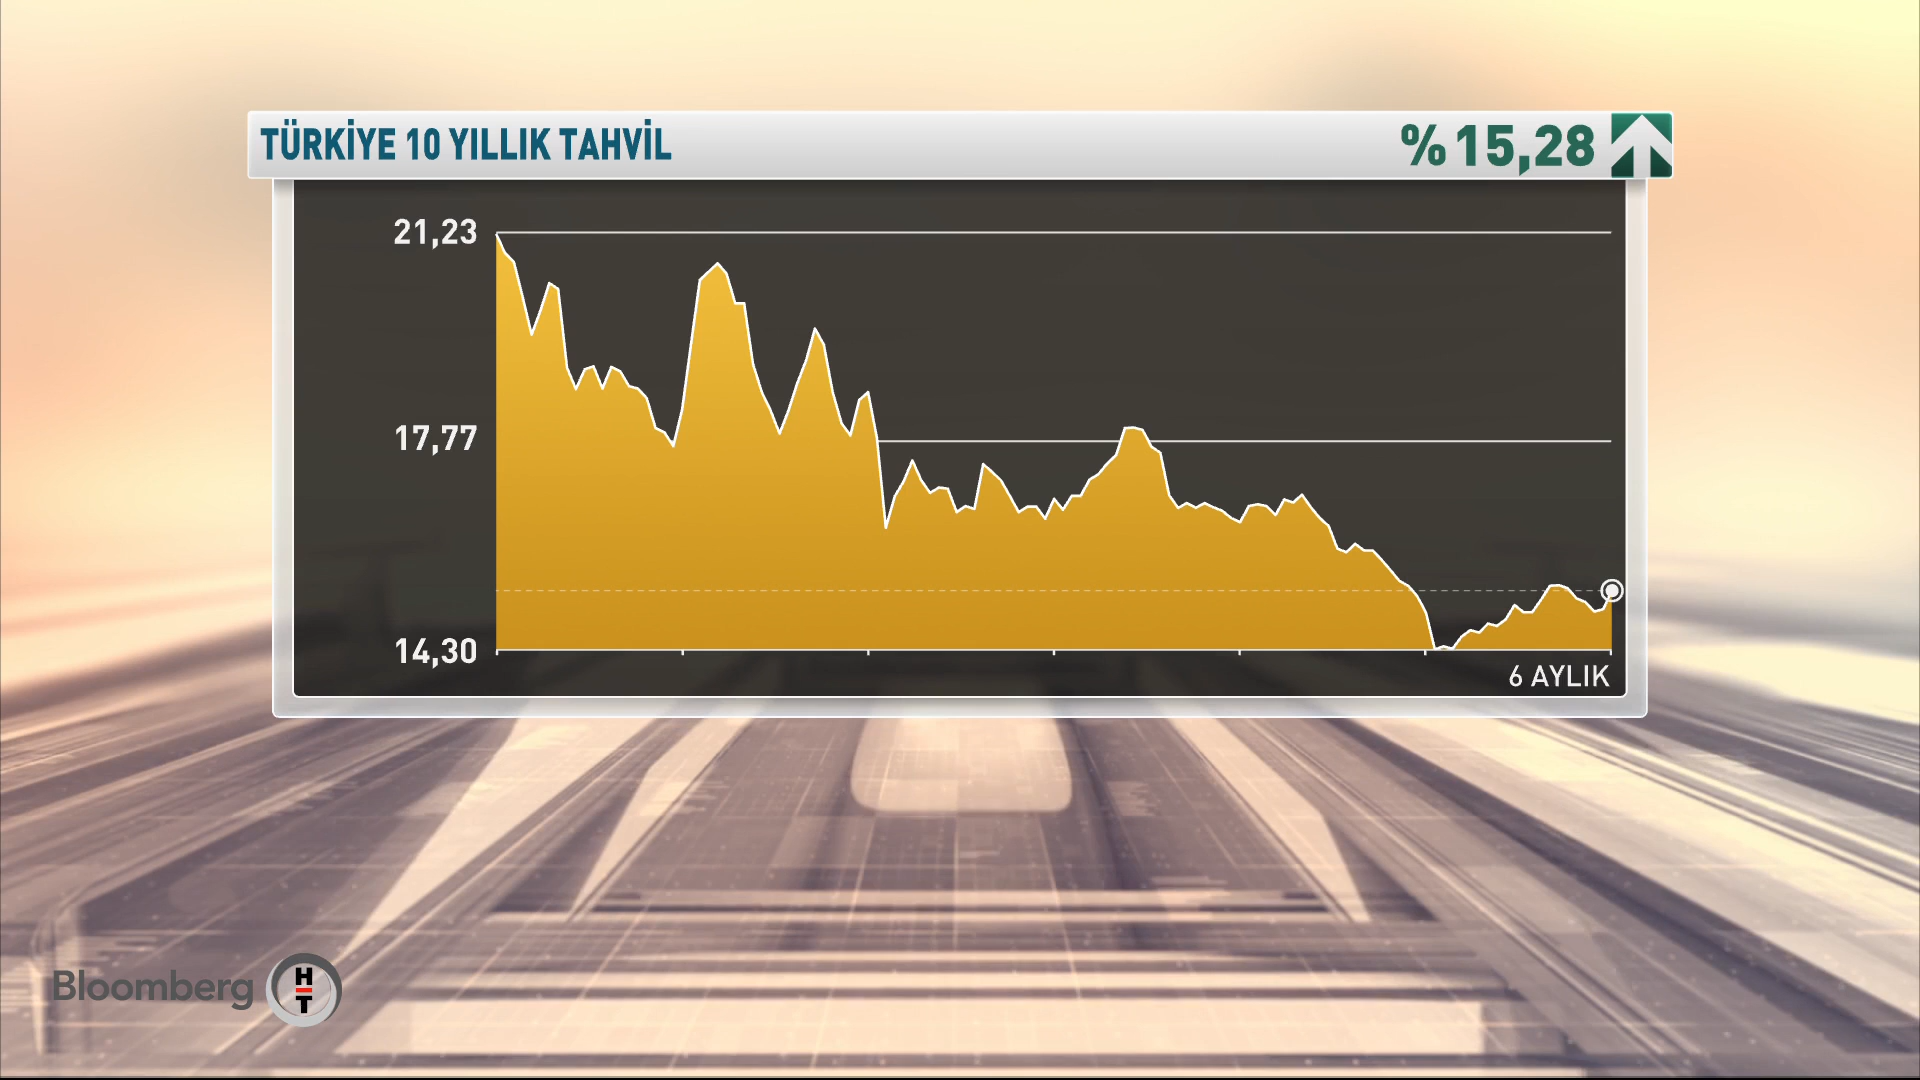 TÜRKİYE 10 YILLIK TAHVİL
%15,28
21,23
17,77
14,30
6 AYLIK
Bloomberg HT